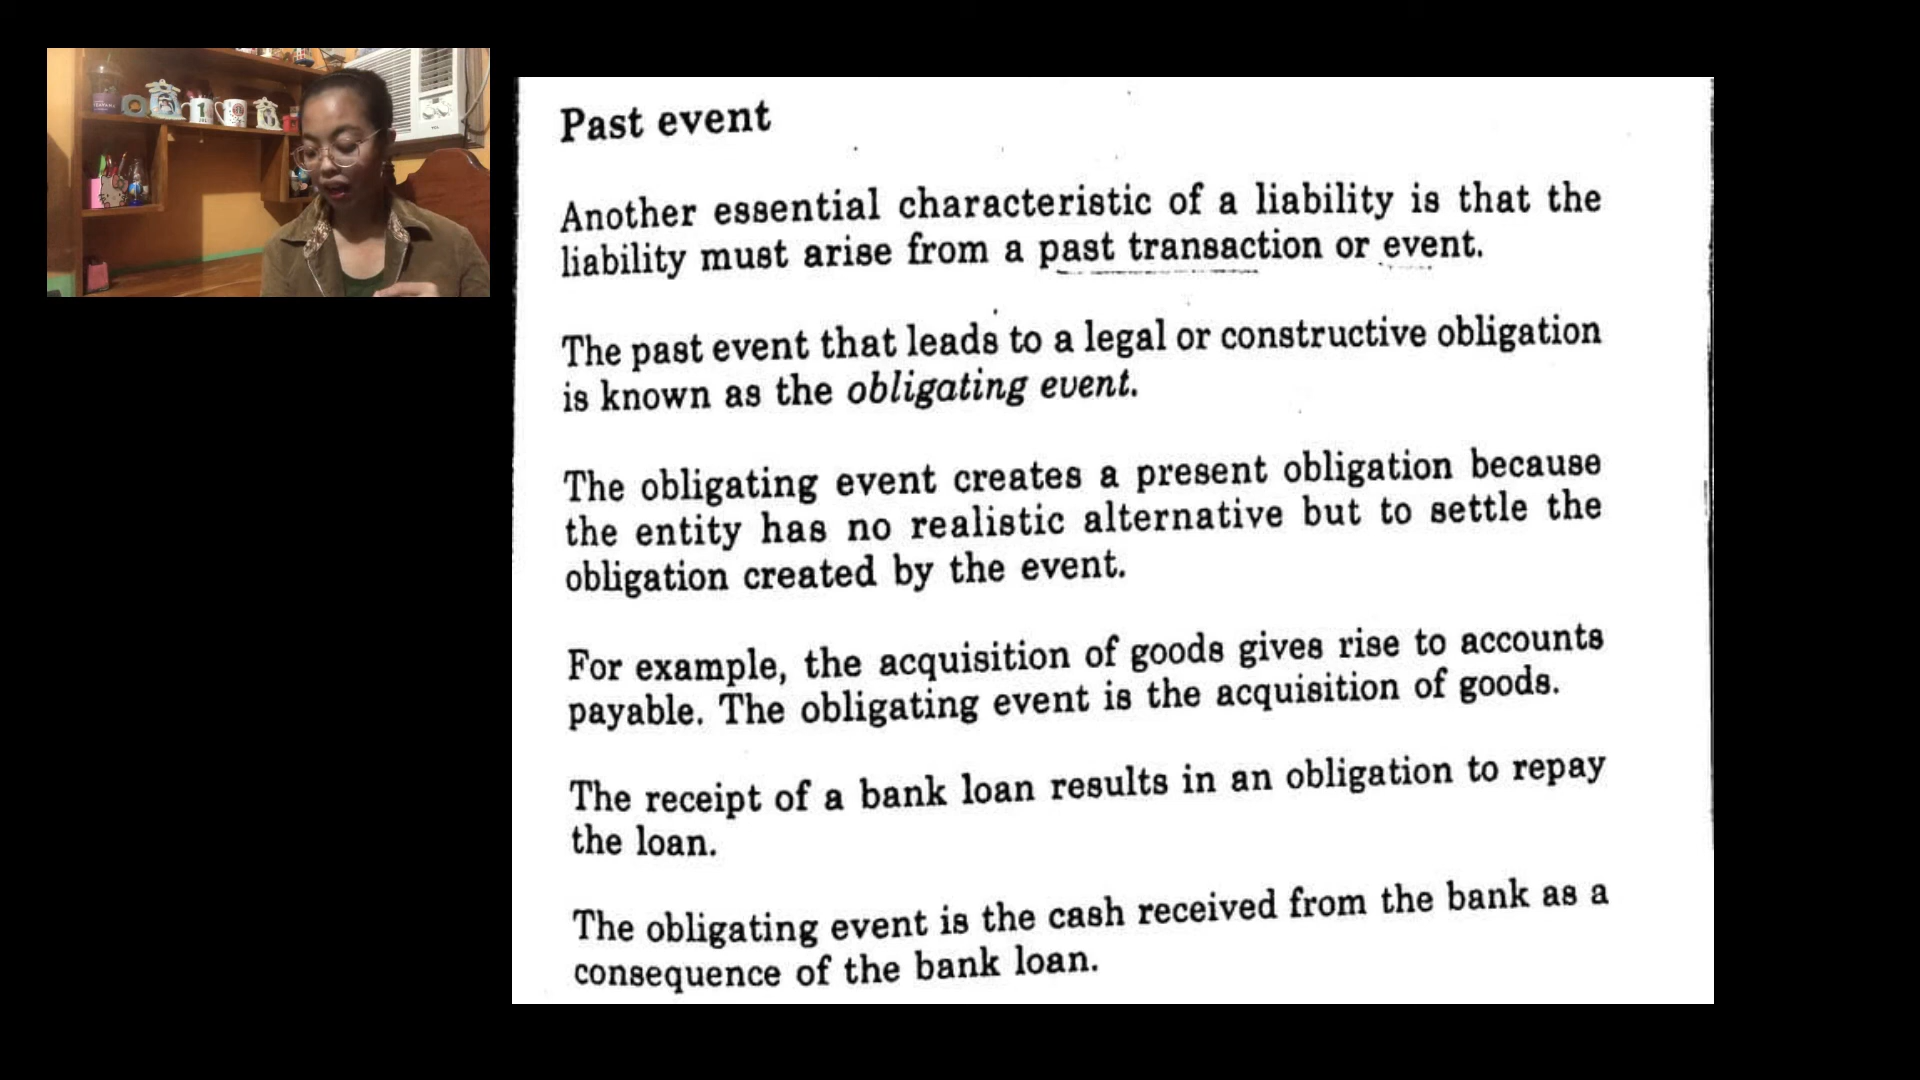 Past event
Another essential characteristic of a liability is that the
liability must arise from a past transaction or event.
The past event that leads to a legal or constructive obligation
is known as the obligating event.
The obligating event creates a present obligation because
the entity has no realistic alternative but to settle the
obligation created by the event.
For example, the acquisition of goods gives rise to accounts
payable. The obligating event is the acquisition of goods.
The receipt of a bank loan results in an obligation to repay
the loan.
The obligating event is the cash received from the bank as a
consequence of the bank loan.